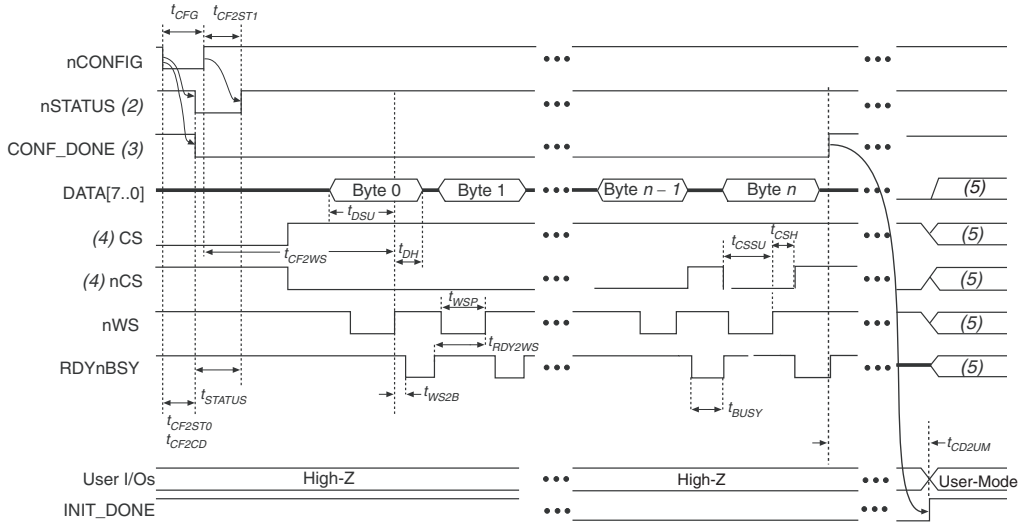 tCFG
tCF2ST1
nCONFIG
nSTATUS (2)
CONF_DONE (3)
DATA[7..0]
Byte 0
Byte 1
Byte n – 1
Byte n
(5)
tDSU
(4) CS
tCF2WS
tDH
tCSSU
tCSH
(5)
(4) nCS
(5)
tWSP
nWS
(5)
tRDY2WS
RDYnBSY
(5)
tSTATUS
tWS2B
tBUSY
tCF2ST0
tCF2CD
tCD2UM
User I/Os
High-Z
High-Z
User-Mode
INIT_DONE